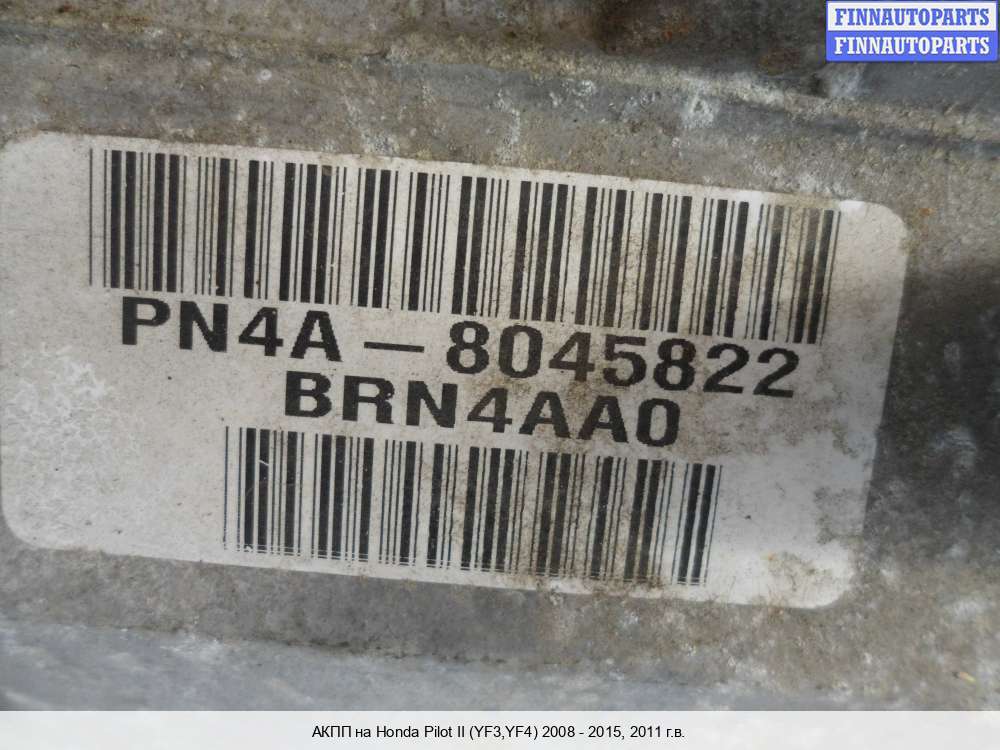 FINNAUTOPARTS
FINNAUTOPARTS
PN4A-8045822
BRN4AA0
АКПП на Honda Pilot II (YF3,YF4) 2008 - 2015, 2011 г.в.